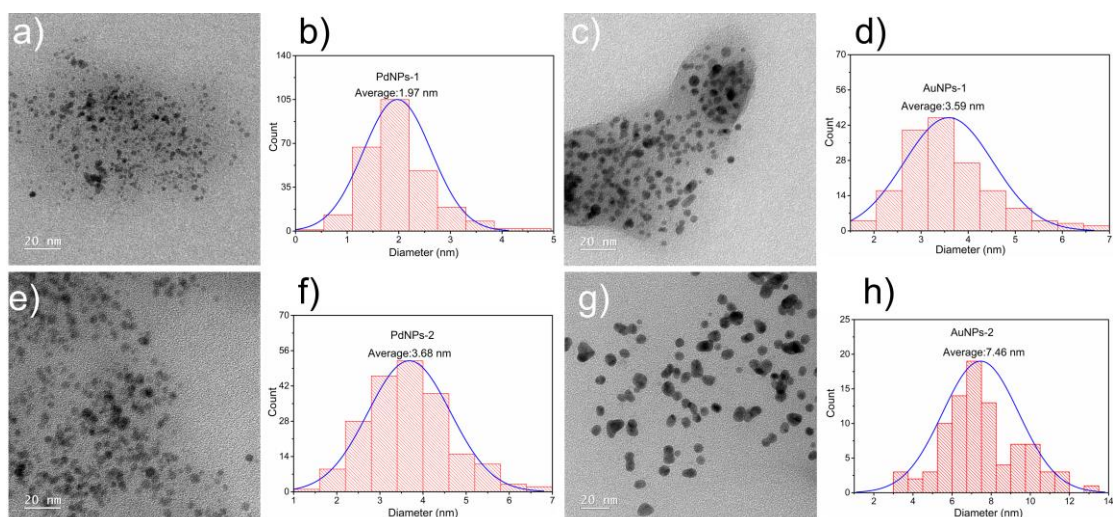 a)
20 nm
b)
PdNPs-1
Average:1.97 nm
140
105
70
35
0
Count
0 1 2 3 4 5
Diameter (nm)
c)
20 nm
d)
AuNPs-1
Average:3.59 nm
70
56
42
28
14
0
Count
2 3 4 5 6 7
Diameter (nm)
e)
20 nm
f)
PdNPs-2
Average:3.68 nm
70
56
42
28
14
0
Count
1 2 3 4 5 6 7
Diameter (nm)
g)
20 nm
h)
AuNPs-2
Average:7.46 nm
25
20
15
10
5
0
Count
2 4 6 8 10 12 14
Diameter (nm)